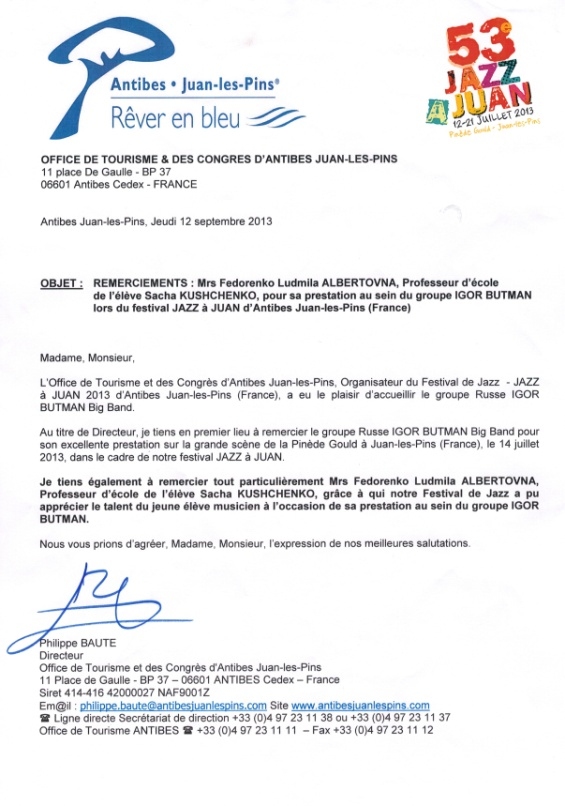 Antibes • Juan-les-Pins®
Rêver en bleu
53e
JAZZ
À JUAN
12-21 JUILLET 2013
Pinède Gould - Juan-les-Pins
OFFICE DE TOURISME & DES CONGRES D'ANTIBES JUAN-LES-PINS
11 place De Gaulle - BP 37
06601 Antibes Cedex - FRANCE
Antibes Juan-les-Pins, Jeudi 12 septembre 2013
OBJET : REMERCIEMENTS : Mrs Fedorenko Ludmila ALBERTOVNA, Professeur d'école
de l'élève Sacha KUSHCHENKO, pour sa prestation au sein du groupe IGOR BUTMAN
lors du festival JAZZ à JUAN d'Antibes Juan-les-Pins (France)
Madame, Monsieur,
L'Office de Tourisme et des Congrès d'Antibes Juan-les-Pins, Organisateur du Festival de Jazz - JAZZ
à JUAN 2013 d'Antibes Juan-les-Pins (France), a eu le plaisir d'accueillir le groupe Russe IGOR
BUTMAN Big Band.
Au titre de Directeur, je tiens en premier lieu à remercier le groupe Russe IGOR BUTMAN Big Band pour
son excellente prestation sur la grande scène de la Pinède Gould à Juan-les-Pins (France), le 14 juillet
2013, dans le cadre de notre festival JAZZ à JUAN.
Je tiens également à remercier tout particulièrement Mrs Fedorenko Ludmila ALBERTOVNA,
Professeur d'école de l'élève Sacha KUSHCHENKO, grâce à qui notre Festival de Jazz a pu
apprécier le talent du jeune élève musicien à l'occasion de sa prestation au sein du groupe IGOR
BUTMAN.
Nous vous prions d'agréer, Madame, Monsieur, l'expression de nos meilleures salutations.
Philippe BAUTE
Directeur
Office de Tourisme et des Congrès d'Antibes Juan-les-Pins
11 Place de Gaulle - BP 37 – 06601 ANTIBES Cedex – France
Siret 414-416 42000027 NAF9001Z
Em@il : philippe.baute@antibesjuanlespins.com Site www.antibesjuanlespins.com
☎ Ligne directe Secrétariat de direction +33 (0)4 97 23 11 38 ou +33 (0)4 97 23 11 37
Office de Tourisme ANTIBES ☎ +33 (0)4 97 23 11 11 – Fax +33 (0)4 97 23 11 12